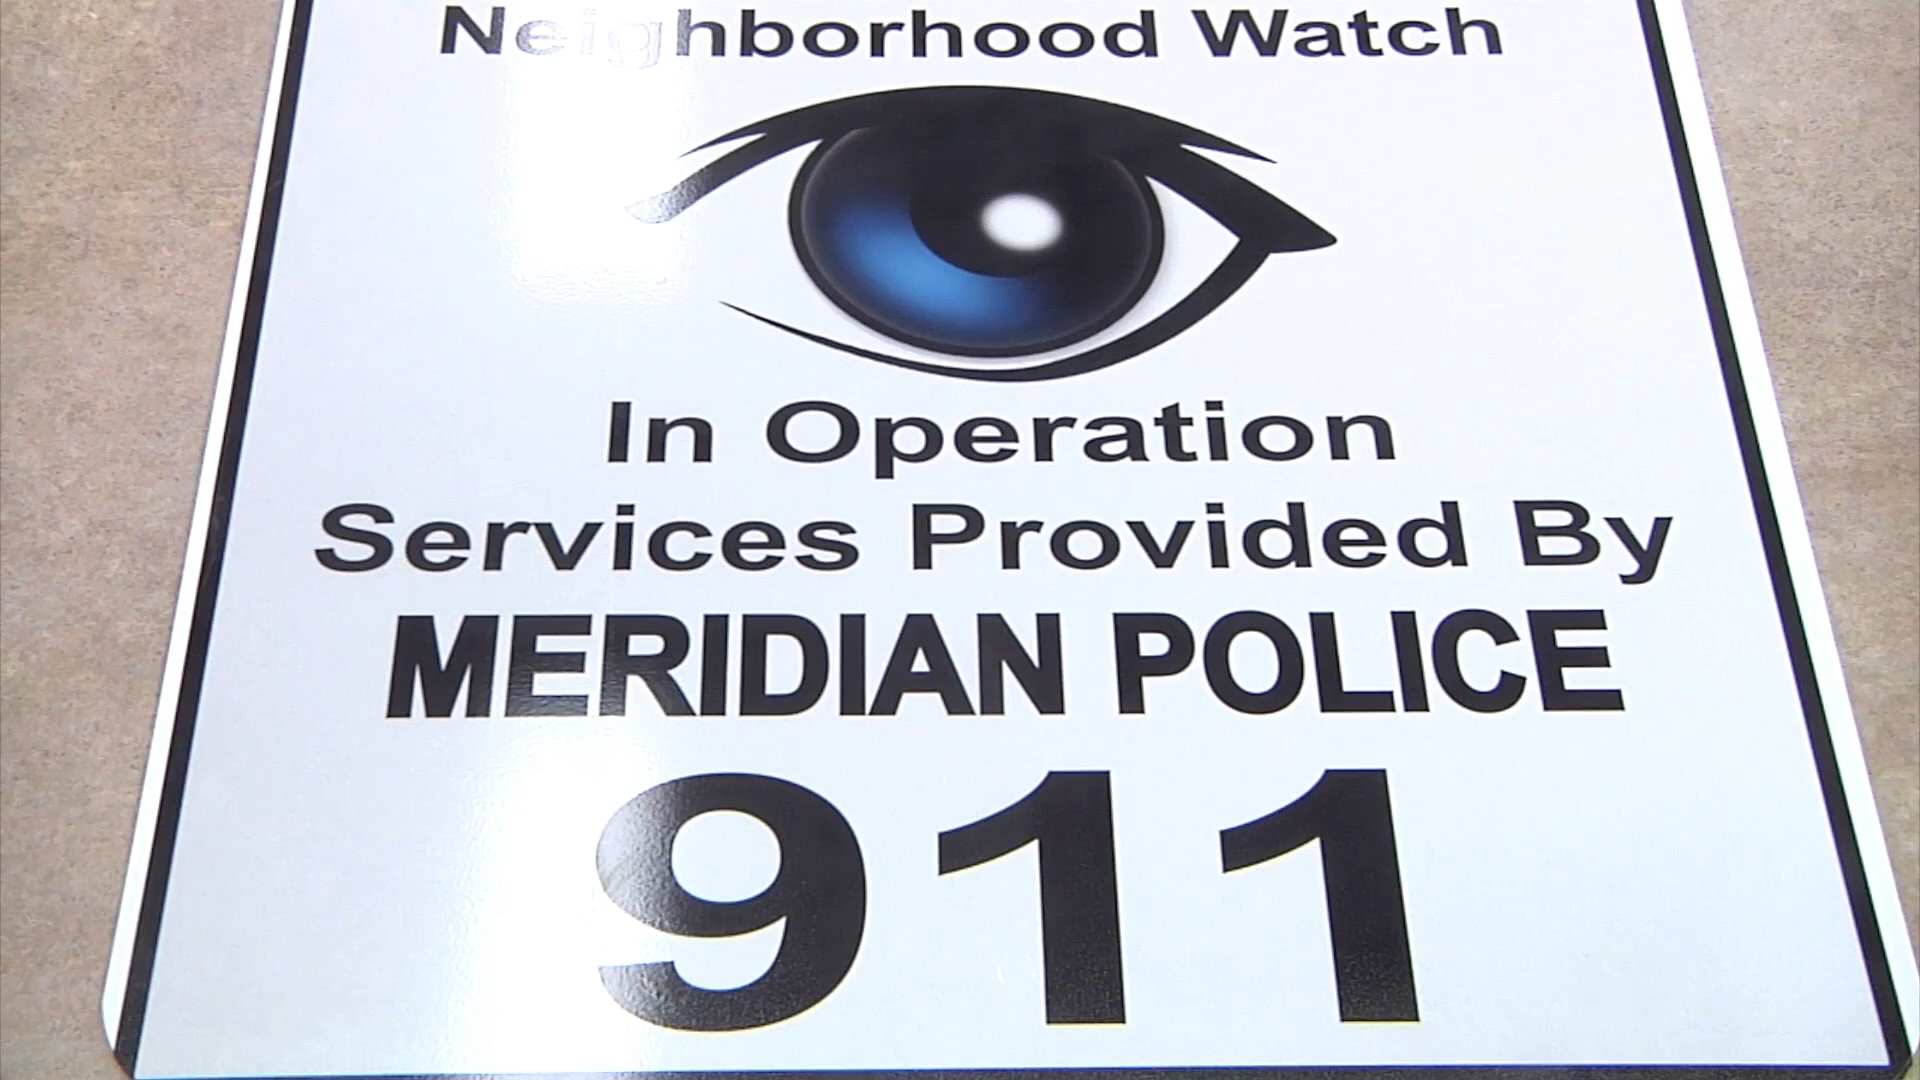 Neighborhood Watch
In Operation
Services Provided By
MERIDIAN POLICE
911